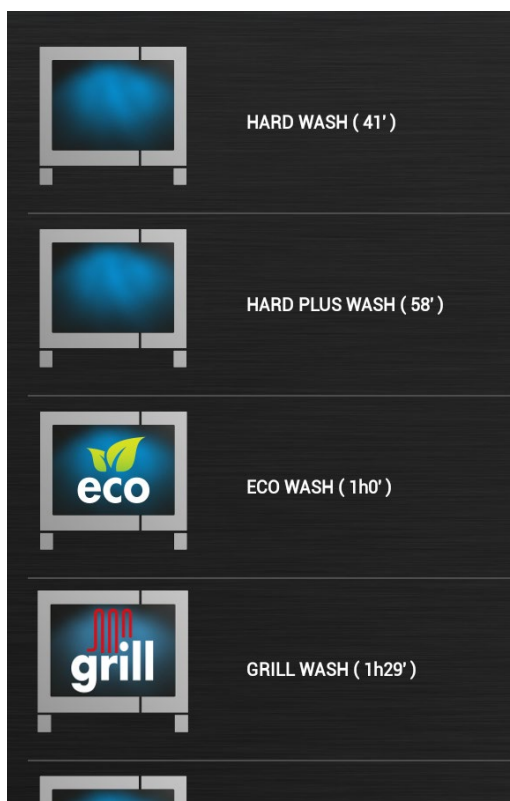 HARD WASH ( 41' )
HARD PLUS WASH ( 58' )
eco
ECO WASH ( 1h0' )
grill
GRILL WASH ( 1h29' )